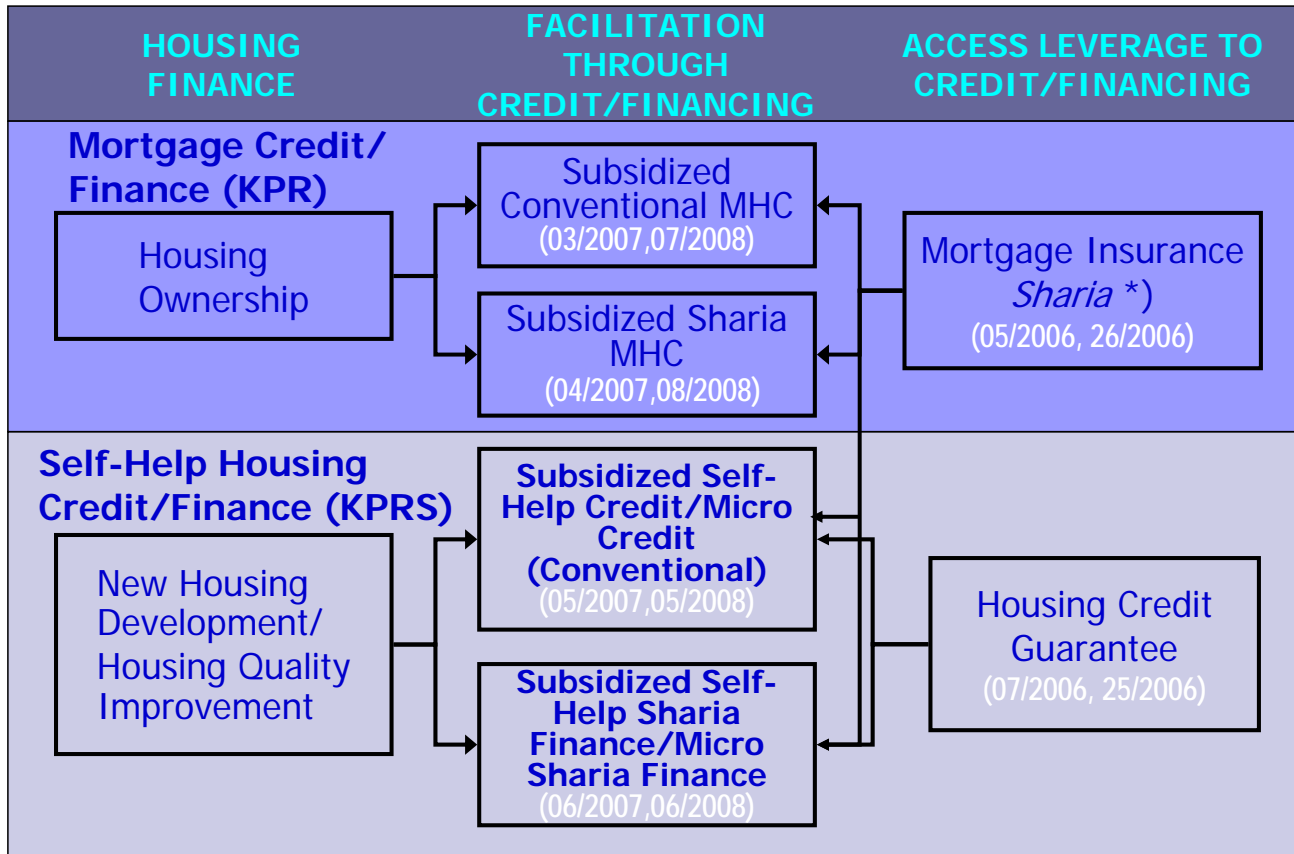 HOUSING
FINANCE
FACILITATION
THROUGH
CREDIT/FINANCING
ACCESS LEVERAGE TO
CREDIT/FINANCING
Mortgage Credit/
Finance (KPR)
Housing
Ownership
Subsidized
Conventional MHC
(03/2007,07/2008)
Subsidized Sharia
MHC
(04/2007,08/2008)
Mortgage Insurance
Sharia *)
(05/2006, 26/2006)
Self-Help Housing
Credit/Finance (KPRS)
New Housing
Development/
Housing Quality
Improvement
Subsidized Self-
Help Credit/Micro
Credit
(Conventional)
(05/2007,05/2008)
Subsidized Self-
Help Sharia
Finance/Micro
Sharia Finance
(06/2007,06/2008)
Housing Credit
Guarantee
(07/2006, 25/2006)